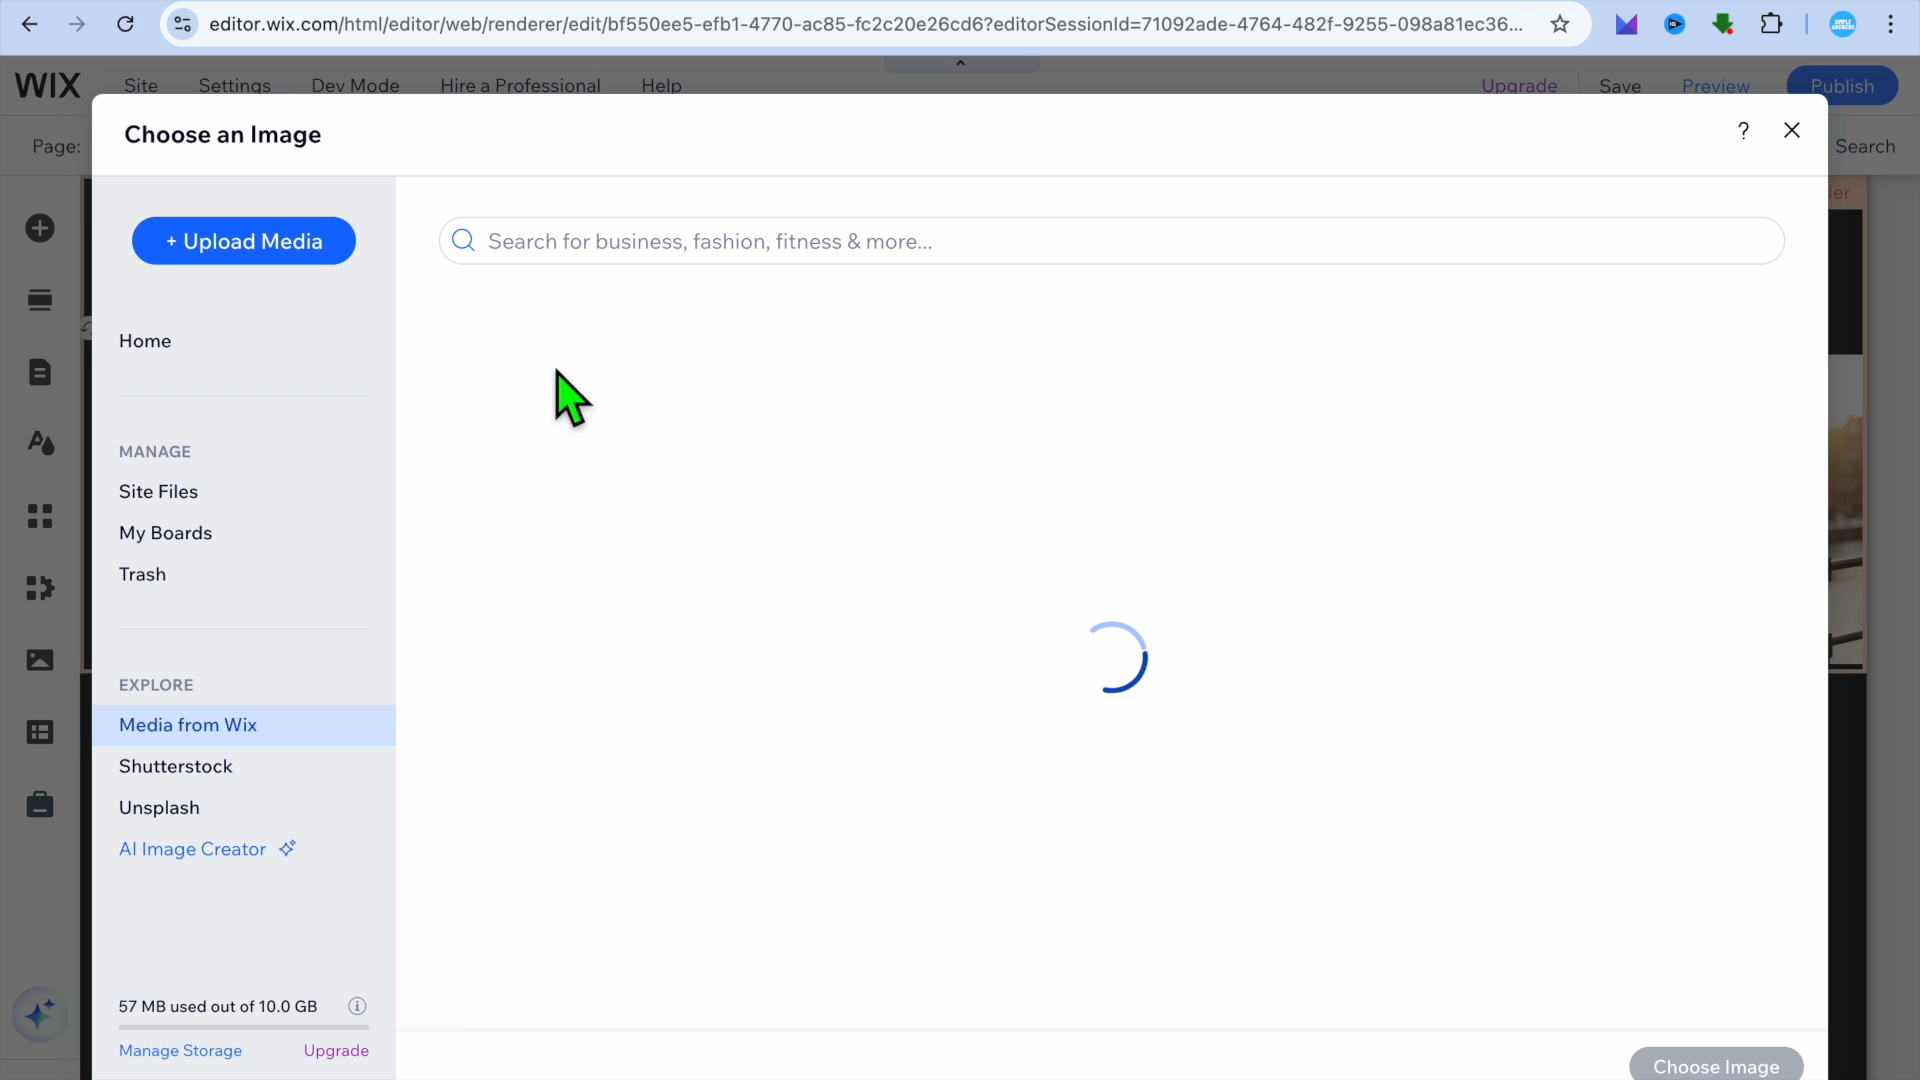 editor.wix.com/html/editor/web/renderer/edit/bf550ee5-efb1-4770-ac85-fc2c20e26cd6?editorSessionId=71092ade-4764-482f-9255-098a81ec36...
WIX Site Settings Dev Mode Hire a Professional Help Upgrade Save Preview Publish
Choose an Image ?
Page: Search
+ Upload Media
Search for business, fashion, fitness & more...
Home
MANAGE
Site Files
My Boards
Trash
EXPLORE
Media from Wix
Shutterstock
Unsplash
AI Image Creator
57 MB used out of 10.0 GB
Manage Storage Upgrade
Choose Image